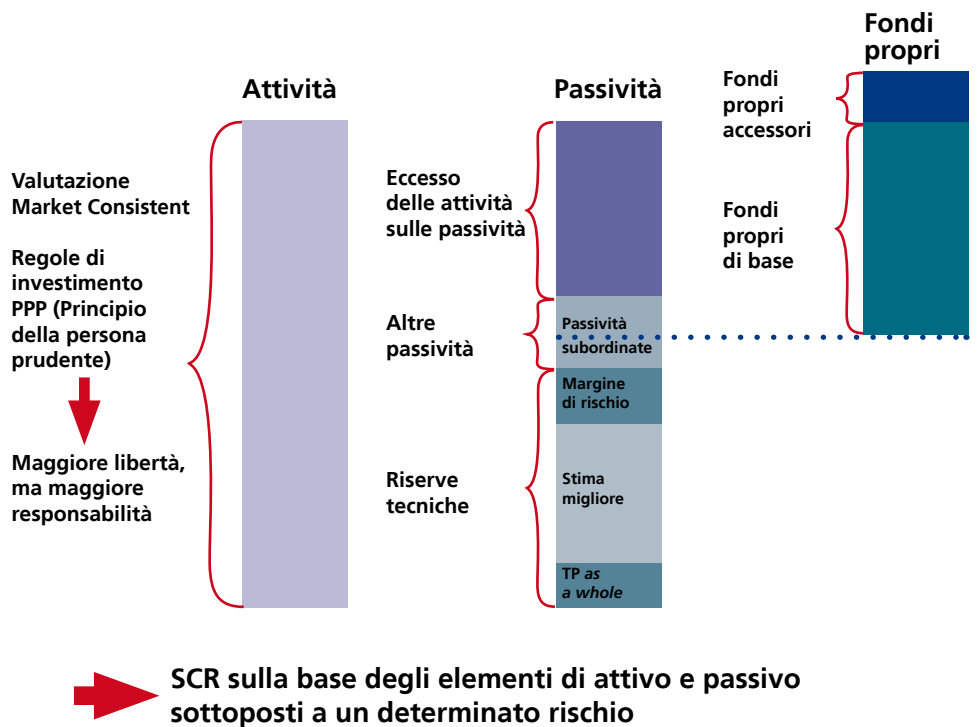 Attività
Valutazione
Market Consistent
Regole di
investimento
PPP (Principio
della persona
prudente)
Maggiore libertà,
ma maggiore
responsabilità
Passività
Eccesso
delle attività
sulle passività
Altre
passività
Passività
subordinate
Riserve
tecniche
Margine
di rischio
Stima
migliore
TP as
a whole
Fondi
propri
Fondi
propri
accessori
Fondi
propri
di base
SCR sulla base degli elementi di attivo e passivo
sottoposti a un determinato rischio